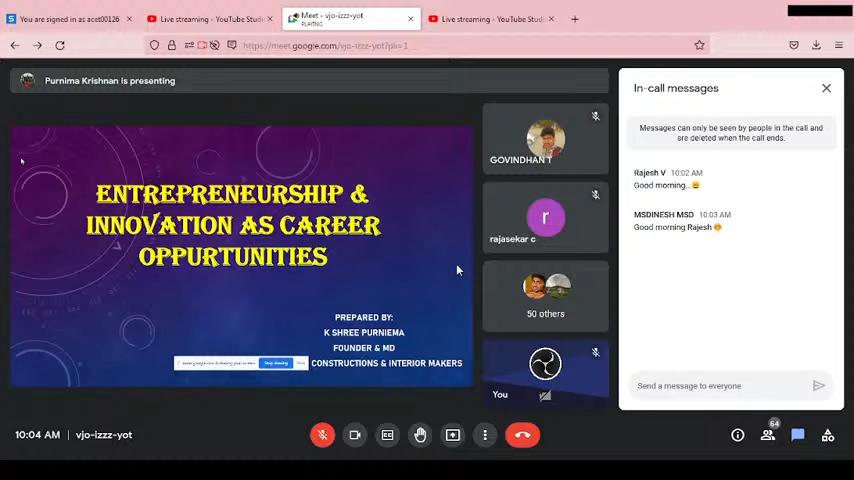 You are signed in as acet00126
Live streaming - YouTube Studio
Meet - vjo-izzz-yot
PLAYING
Live streaming - YouTube Studio
https://meet.google.com/vjo-izzz-yot?pli=1
Purnima Krishnan is presenting
ENTREPRENEURSHIP &
INNOVATION AS CAREER
OPPURTUNITIES
PREPARED BY:
K SHREE PURNIEMA
FOUNDER & MD
CONSTRUCTIONS & INTERIOR MAKERS
Stop sharing
Hide
GOVINDHAN T
r
rajasekar c
50 others
You
In-call messages
Messages can only be seen by people in the call and
are deleted when the call ends.
Rajesh V 10:02 AM
Good morning...😄
MSDINESH MSD 10:03 AM
Good morning Rajesh😊
Send a message to everyone
10:04 AM | vjo-izzz-yot
54